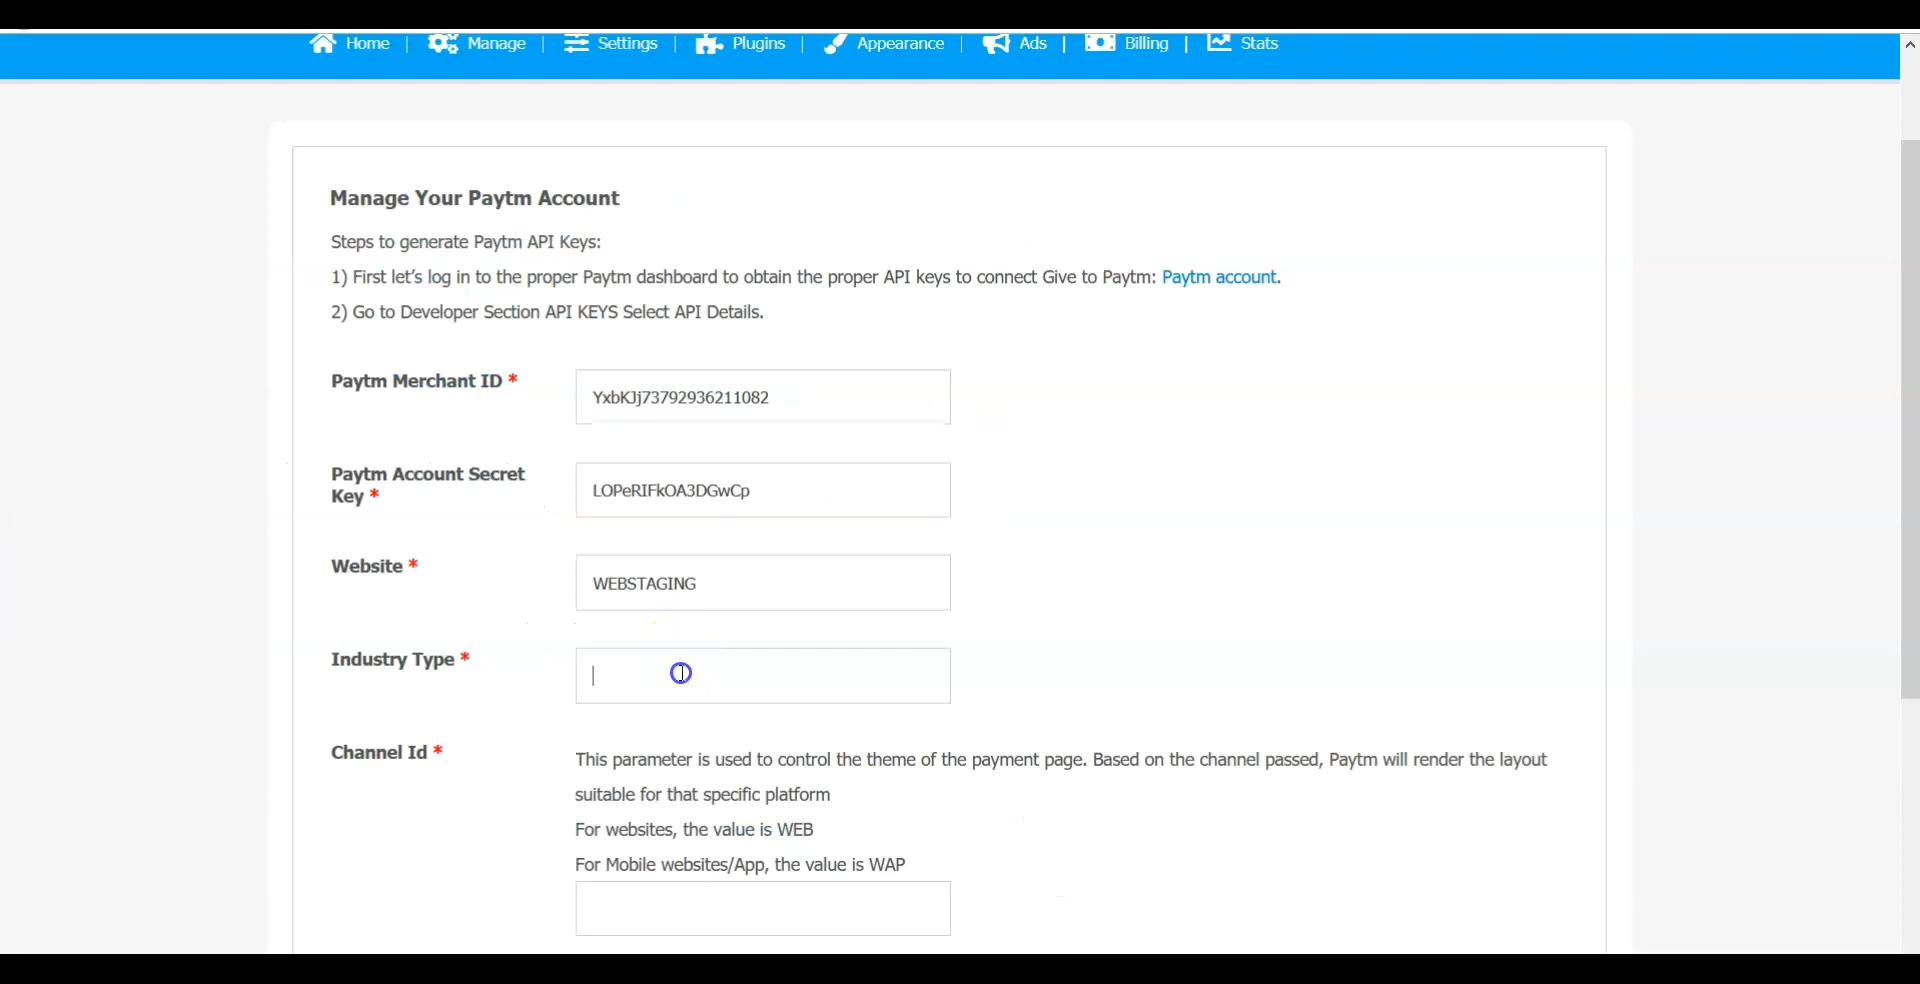 Home | Manage | Settings | Plugins | Appearance | Ads | Billing | Stats
Manage Your Paytm Account
Steps to generate Paytm API Keys:
1) First let's log in to the proper Paytm dashboard to obtain the proper API keys to connect Give to Paytm: Paytm account.
2) Go to Developer Section API KEYS Select API Details.
Paytm Merchant ID *
YxbKJj73792936211082
Paytm Account Secret
Key *
LOPeRIFkOA3DGwCp
Website *
WEBSTAGING
Industry Type *
Channel Id *
This parameter is used to control the theme of the payment page. Based on the channel passed, Paytm will render the layout
suitable for that specific platform
For websites, the value is WEB
For Mobile websites/App, the value is WAP